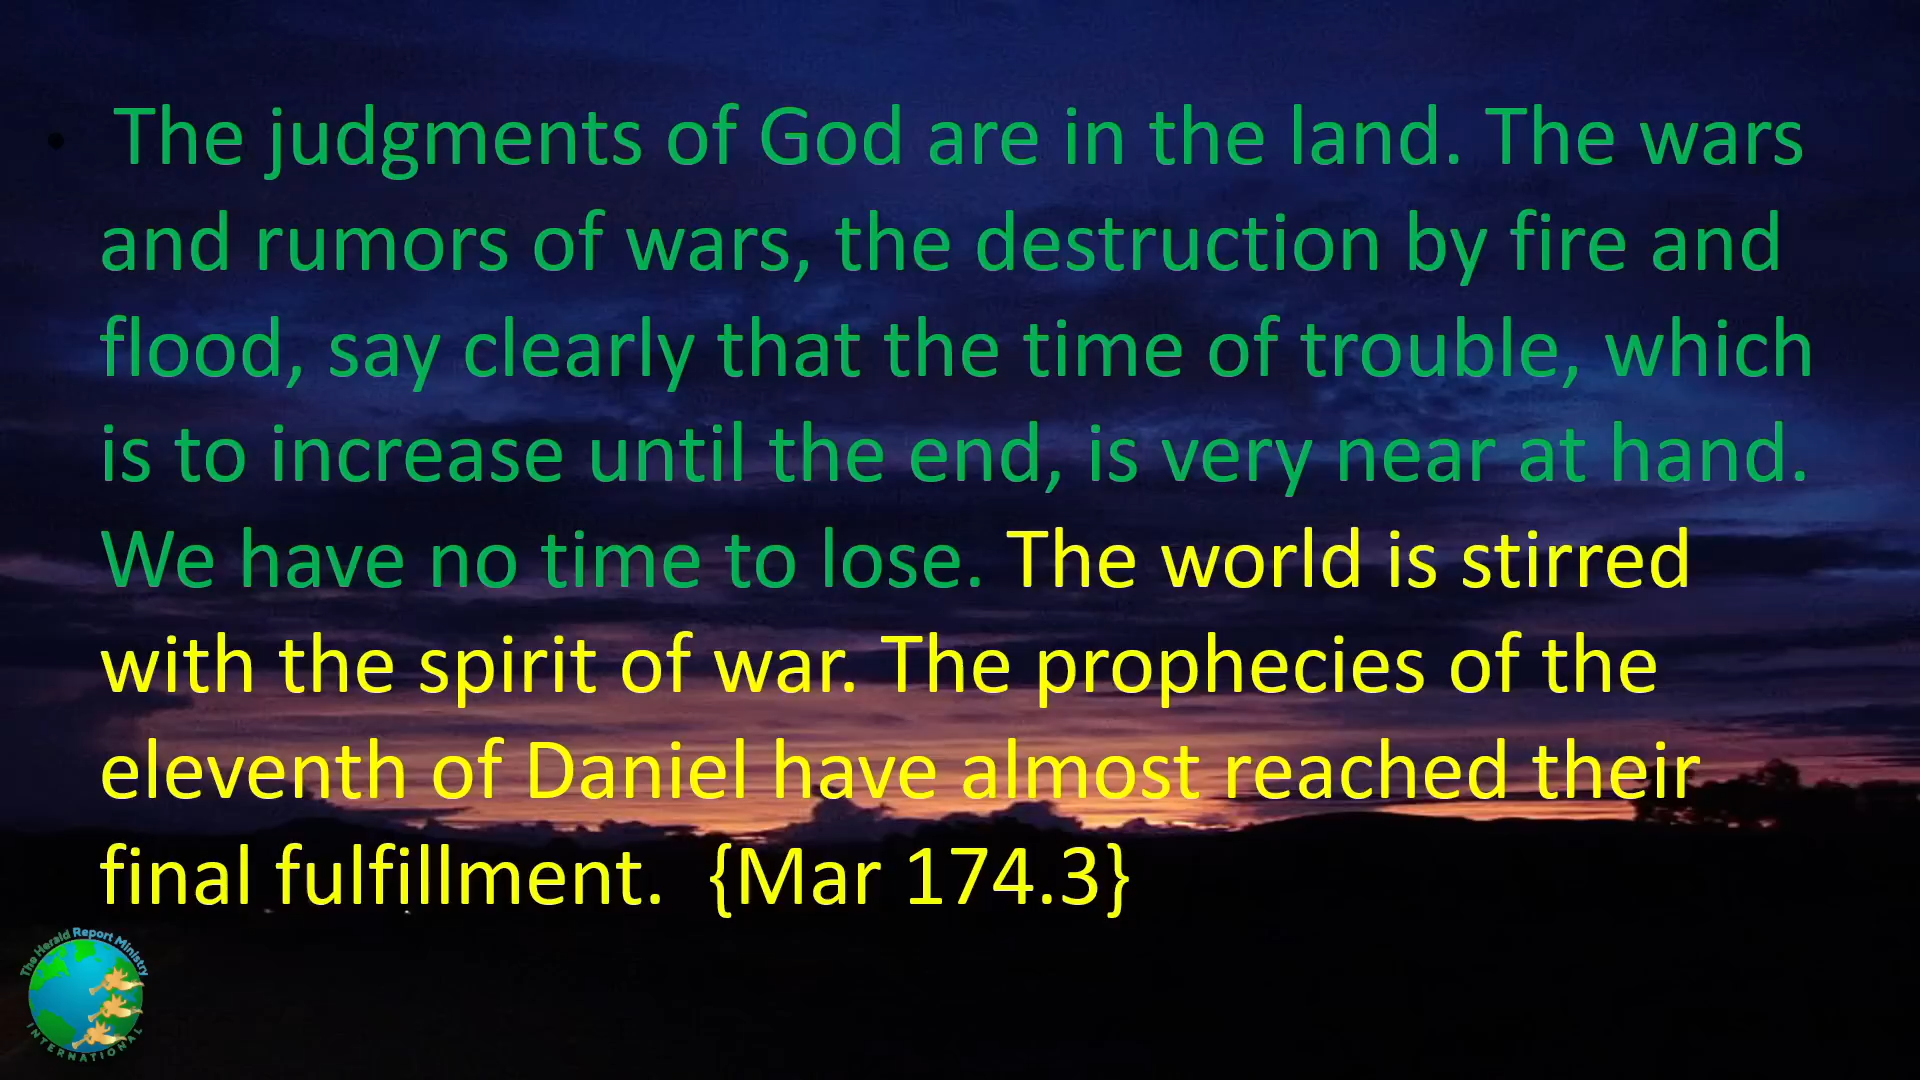 • The judgments of God are in the land. The wars
and rumors of wars, the destruction by fire and
flood, say clearly that the time of trouble, which
is to increase until the end, is very near at hand.
We have no time to lose. The world is stirred
with the spirit of war. The prophecies of the
eleventh of Daniel have almost reached their
final fulfillment.  {Mar 174.3}
The Herald Report Ministry
INTERNATIONAL